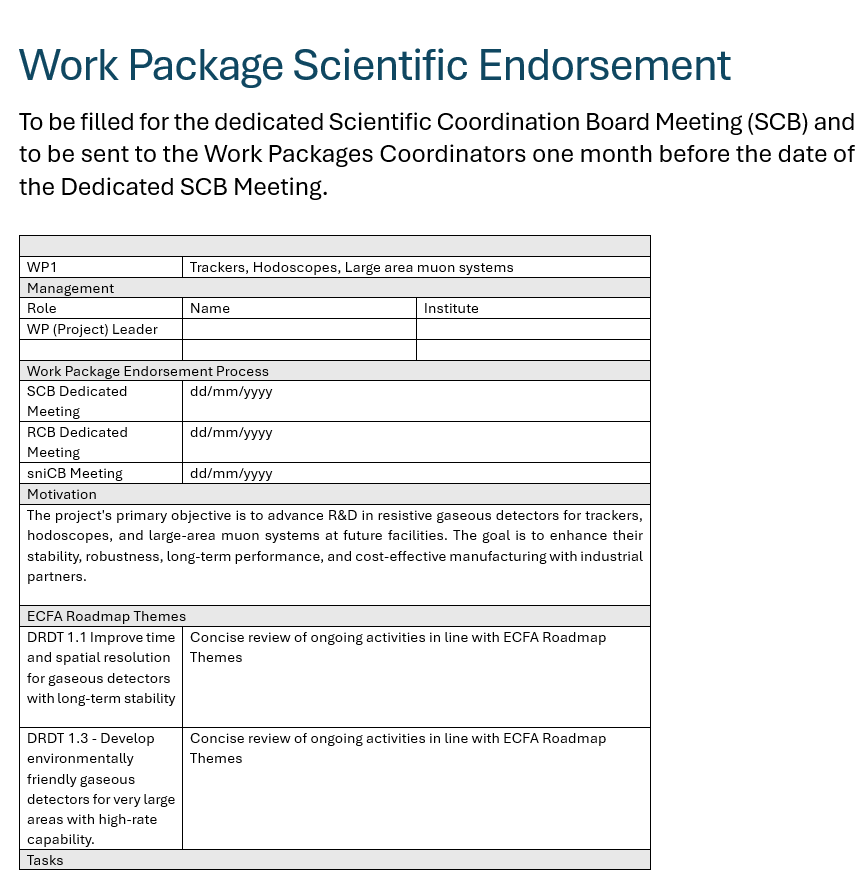 Work Package Scientific Endorsement
To be filled for the dedicated Scientific Coordination Board Meeting (SCB) and
to be sent to the Work Packages Coordinators one month before the date of
the Dedicated SCB Meeting.
WP1 Trackers, Hodoscopes, Large area muon systems
Management
Role Name Institute
WP (Project) Leader
Work Package Endorsement Process
SCB Dedicated dd/mm/yyyy
Meeting
RCB Dedicated dd/mm/yyyy
Meeting
sniCB Meeting dd/mm/yyyy
Motivation
The project's primary objective is to advance R&D in resistive gaseous detectors for trackers,
hodoscopes, and large-area muon systems at future facilities. The goal is to enhance their
stability, robustness, long-term performance, and cost-effective manufacturing with industrial
partners.
ECFA Roadmap Themes
DRDT 1.1 Improve time
and spatial resolution
for gaseous detectors
with long-term stability
Concise review of ongoing activities in line with ECFA Roadmap
Themes
DRDT 1.3 - Develop
environmentally
friendly gaseous
detectors for very large
areas with high-rate
capability.
Concise review of ongoing activities in line with ECFA Roadmap
Themes
Tasks